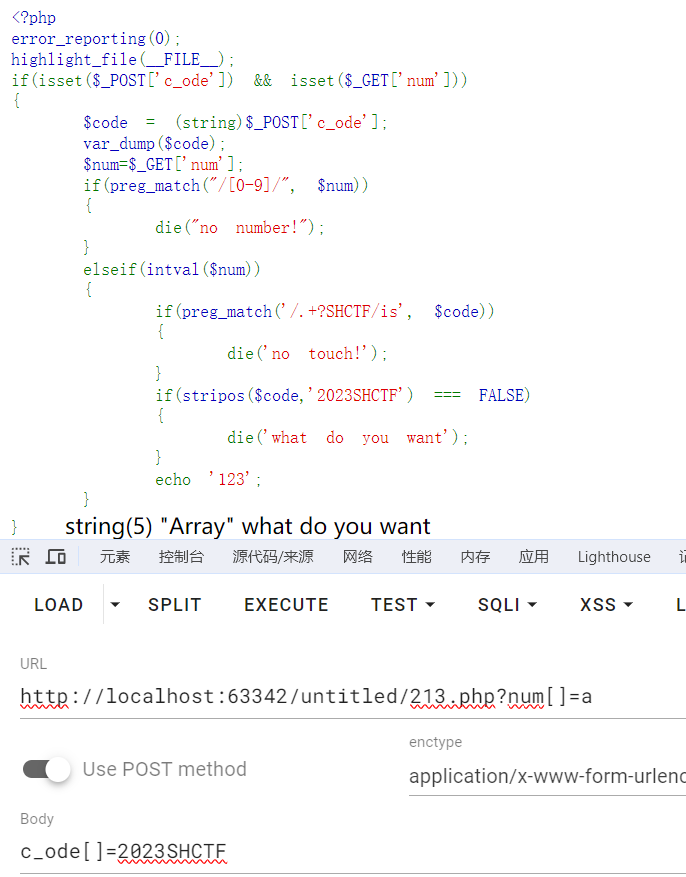 <?php
error_reporting(0);
highlight_file(__FILE__);
if(isset($_POST['c_ode']) && isset($_GET['num']))
{
$code = (string)$_POST['c_ode'];
var_dump($code);
$num=$_GET['num'];
if(preg_match("/[0-9]/", $num))
{
die("no number!");
}
elseif(intval($num))
{
if(preg_match('/.+?SHCTF/is', $code))
{
die('no touch!');
}
if(stripos($code,'2023SHCTF') === FALSE)
{
die('what do you want');
}
echo '123';
}
} string(5) "Array" what do you want
元素 控制台 源代码/来源 网络 性能 内存 应用 Lighthouse 记
LOAD SPLIT EXECUTE TEST SQLI XSS L
URL
http://localhost:63342/untitled/213.php?num[]=a
enctype
Use POST method application/x-www-form-urlenc
Body
c_ode[]=2023SHCTF